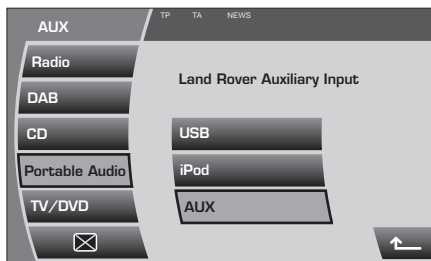 AUX
TP TA NEWS
Radio
DAB
CD
Portable Audio
TV/DVD
Land Rover Auxiliary Input
USB
iPod
AUX